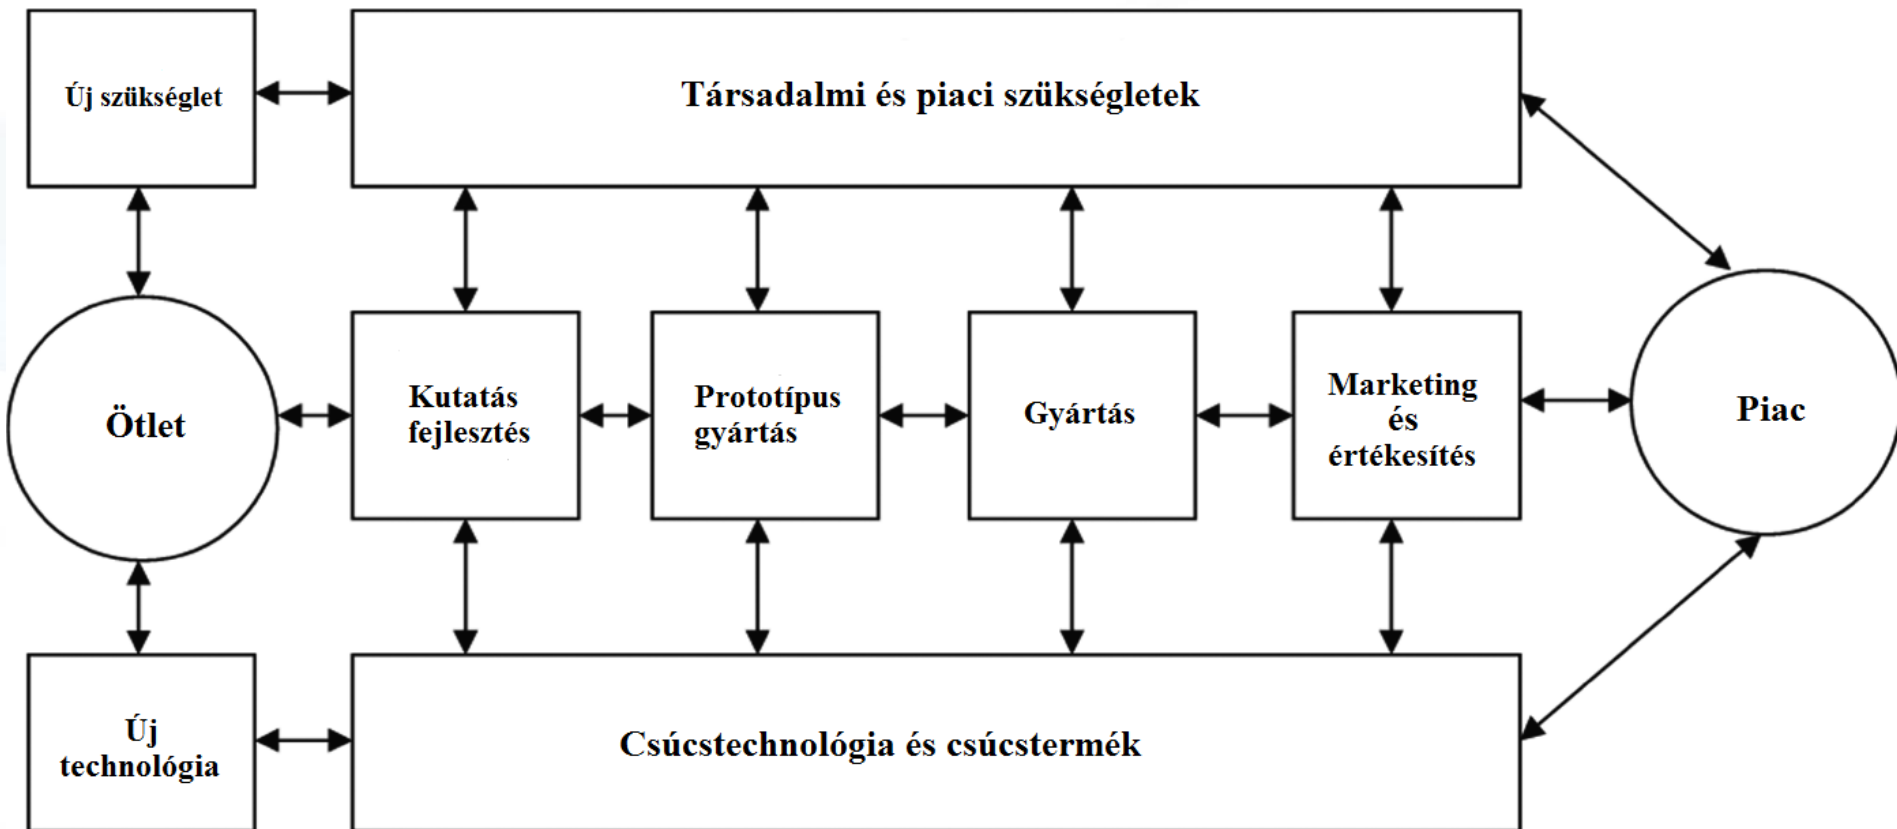 Új szükséglet
Társadalmi és piaci szükségletek
Ötlet
Kutatás
fejlesztés
Prototípus
gyártás
Gyártás
Marketing
és
értékesítés
Piac
Új
technológia
Csúcstechnológia és csúcstermék